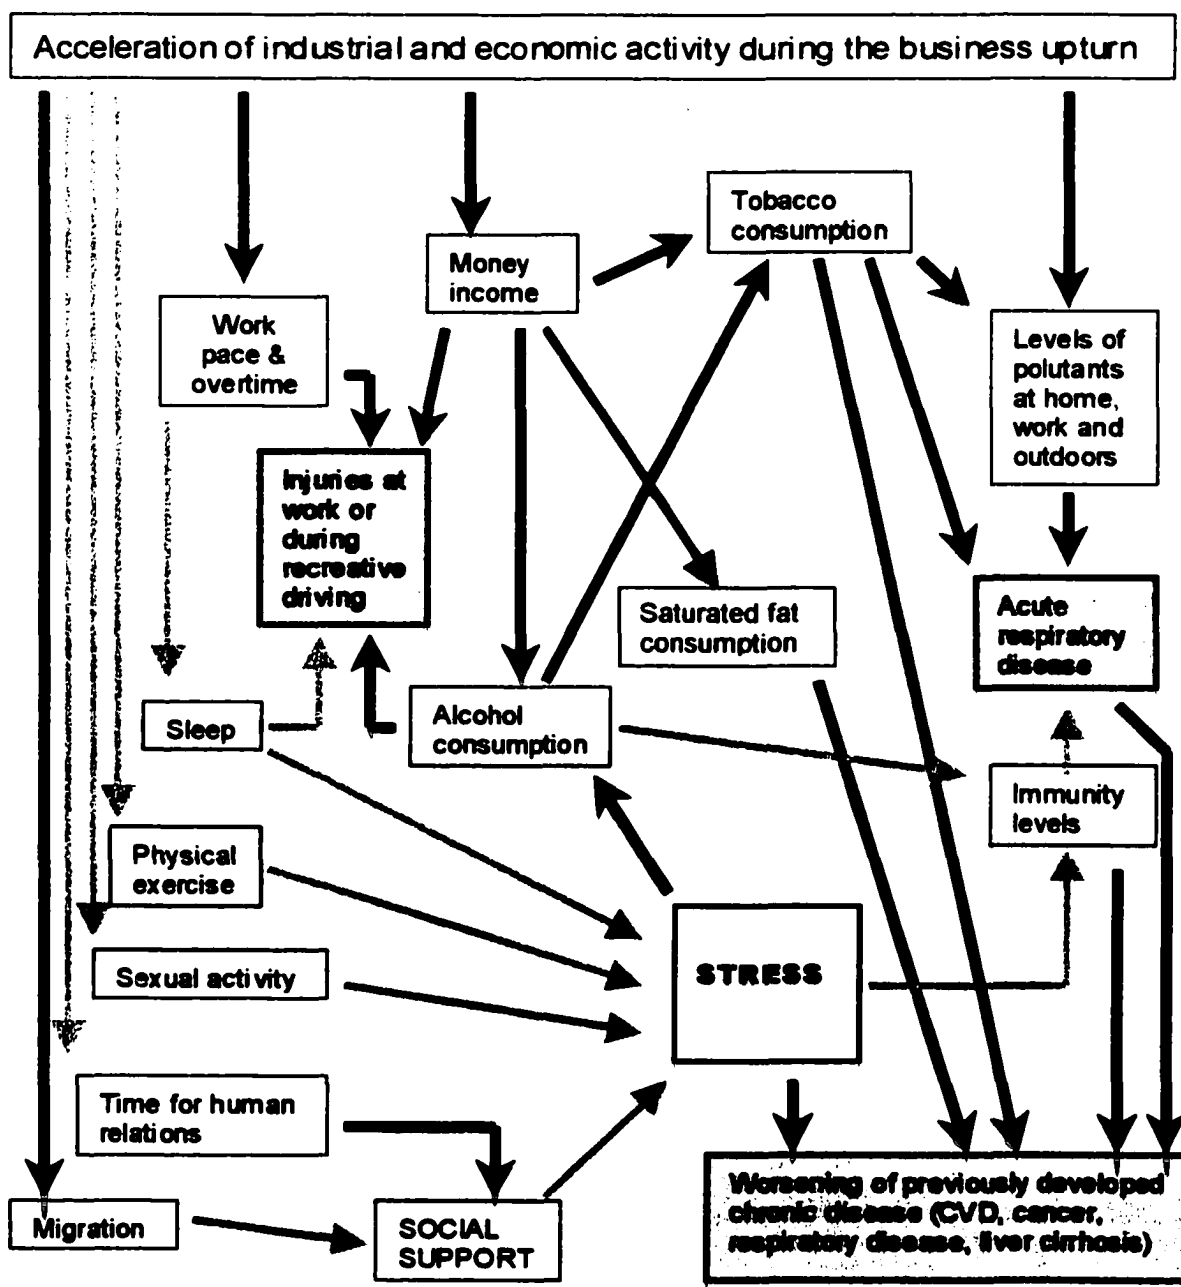 Acceleration of industrial and economic activity during the business upturn
Tobacco
consumption
Money
income
Work
pace &
overtime
Levels of
polutants
at home,
work and
outdoors
Injuries at
work or
during
recreative
driving
Saturated fat
consumption
Acute
respiratory
disease
Sleep
Alcohol
consumption
Immunity
levels
Physical
exercise
STRESS
Sexual activity
Time for human
relations
Migration
SOCIAL
SUPPORT
Worsening of previously developed
chronic disease (CVD, cancer,
respiratory disease, liver cirrhosis)